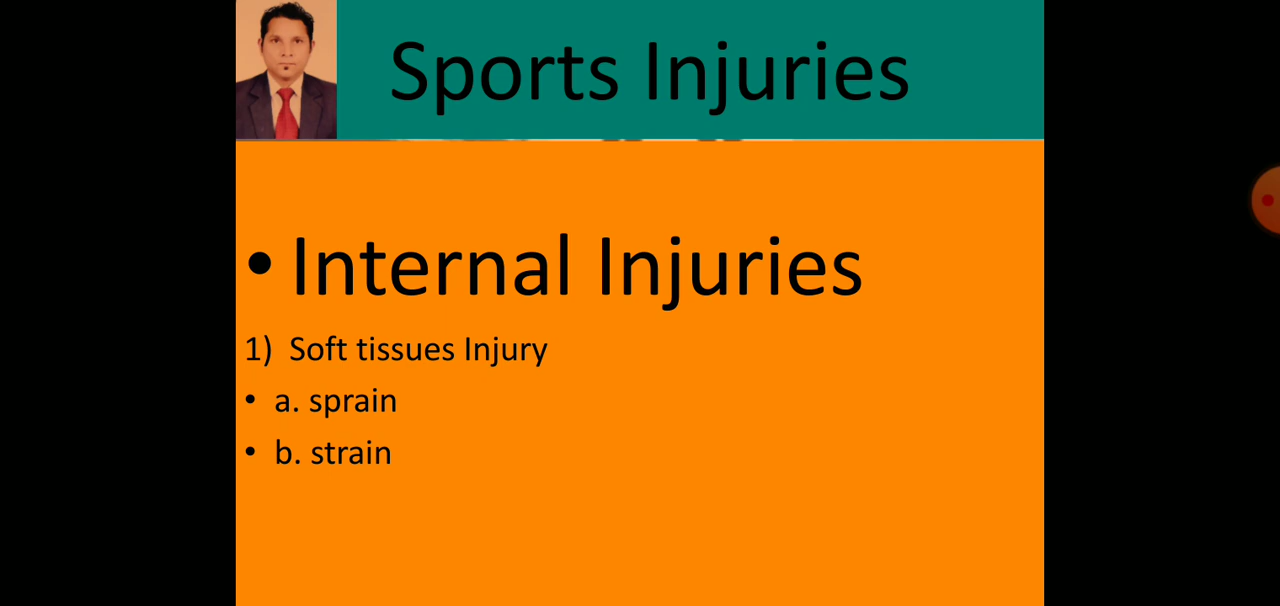 Sports Injuries
• Internal Injuries
1) Soft tissues Injury
• a. sprain
• b. strain